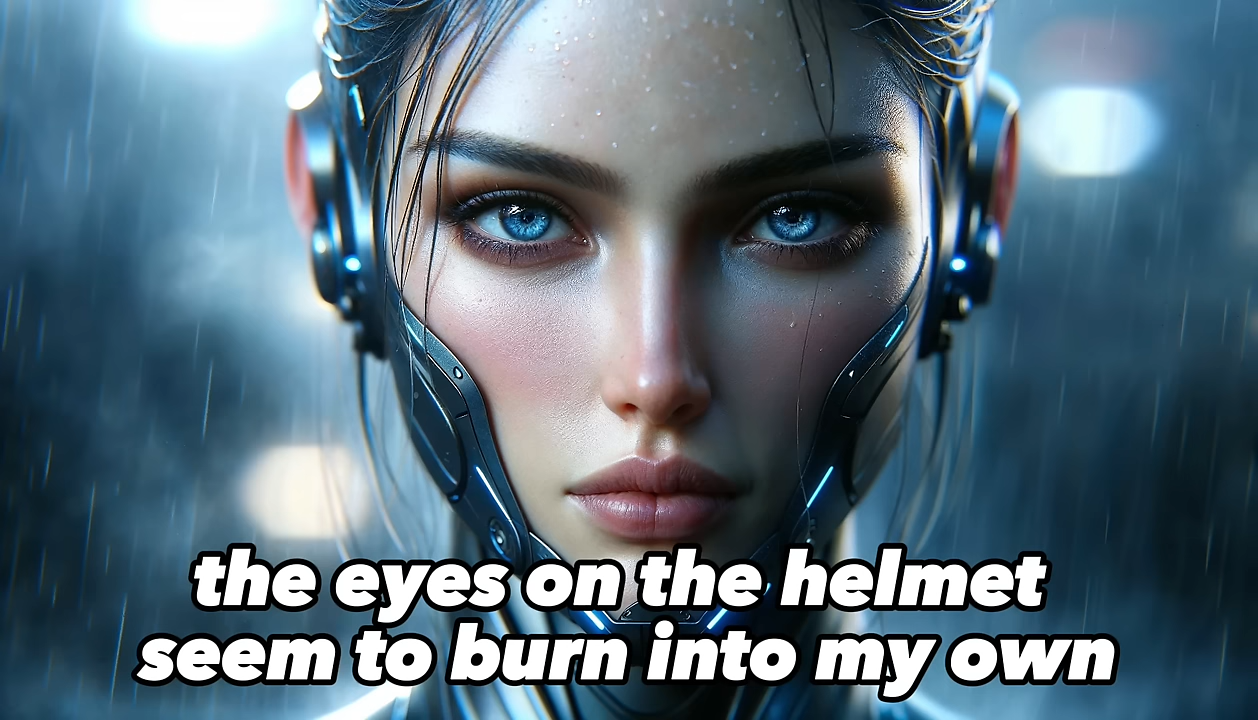 the eyes on the helmet
seem to burn into my own